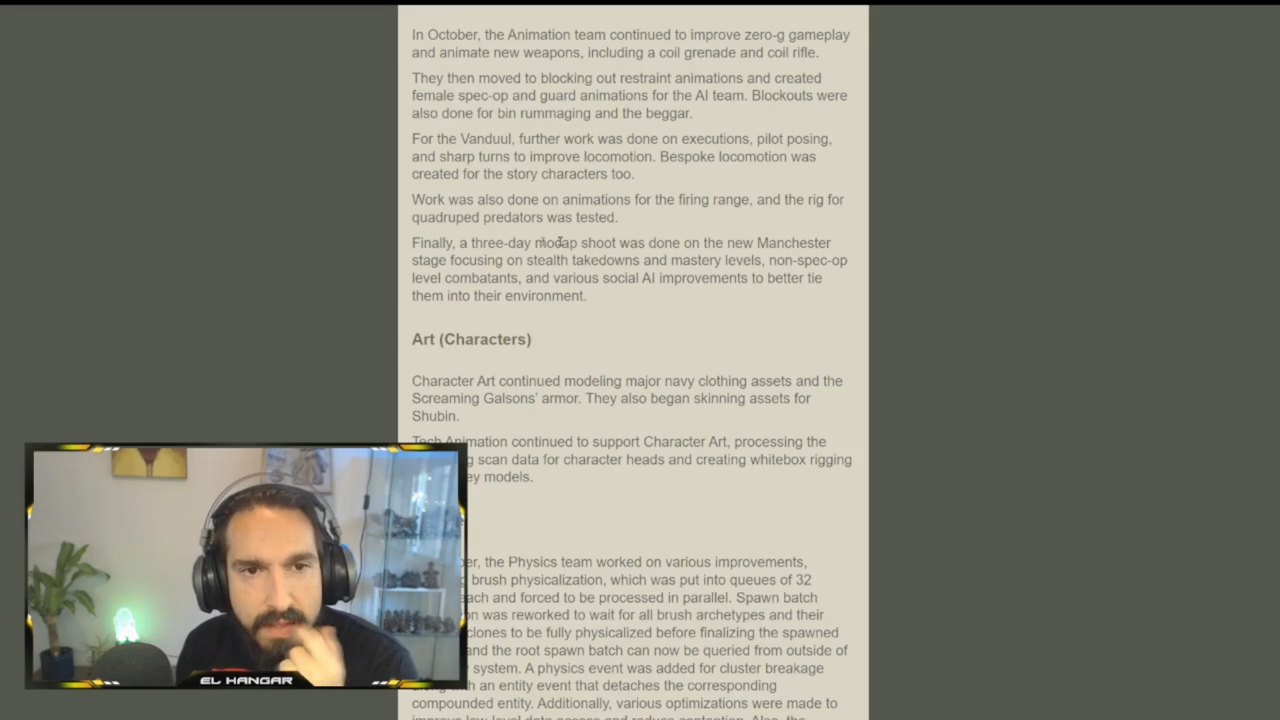 In October, the Animation team continued to improve zero-g gameplay
and animate new weapons, including a coil grenade and coil rifle.
They then moved to blocking out restraint animations and created
female spec-op and guard animations for the AI team. Blockouts were
also done for bin rummaging and the beggar.
For the Vanduul, further work was done on executions, pilot posing,
and sharp turns to improve locomotion. Bespoke locomotion was
created for the story characters too.
Work was also done on animations for the firing range, and the rig for
quadruped predators was tested.
Finally, a three-day mocap shoot was done on the new Manchester
stage focusing on stealth takedowns and mastery levels, non-spec-op
level combatants, and various social AI improvements to better tie
them into their environment.
Art (Characters)
Character Art continued modeling major navy clothing assets and the
Screaming Galsons' armor. They also began skinning assets for
Shubin.
Tech Animation continued to support Character Art, processing the
scan data for character heads and creating whitebox rigging
models.
the Physics team worked on various improvements,
brush physicalization, which was put into queues of 32
each and forced to be processed in parallel. Spawn batch
was reworked to wait for all brush archetypes and their
clones to be fully physicalized before finalizing the spawned
and the root spawn batch can now be queried from outside of
system. A physics event was added for cluster breakage
along with an entity event that detaches the corresponding
compounded entity. Additionally, various optimizations were made to
improve low-level data access and reduce contention. Also, the
EL HANGAR